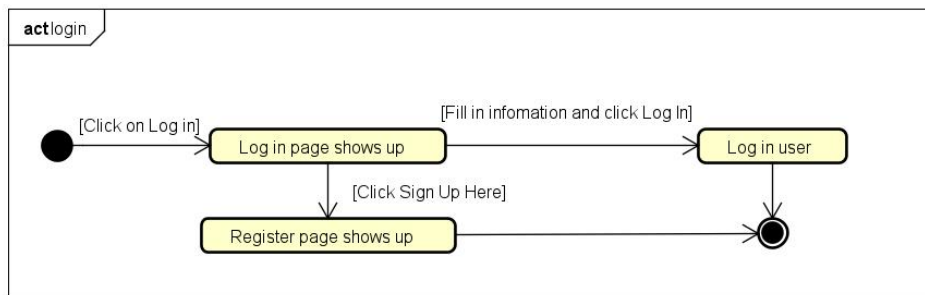 act login
[Click on Log in]
[Fill in infomation and click Log In]
Log in page shows up
Log in user
[Click Sign Up Here]
Register page shows up